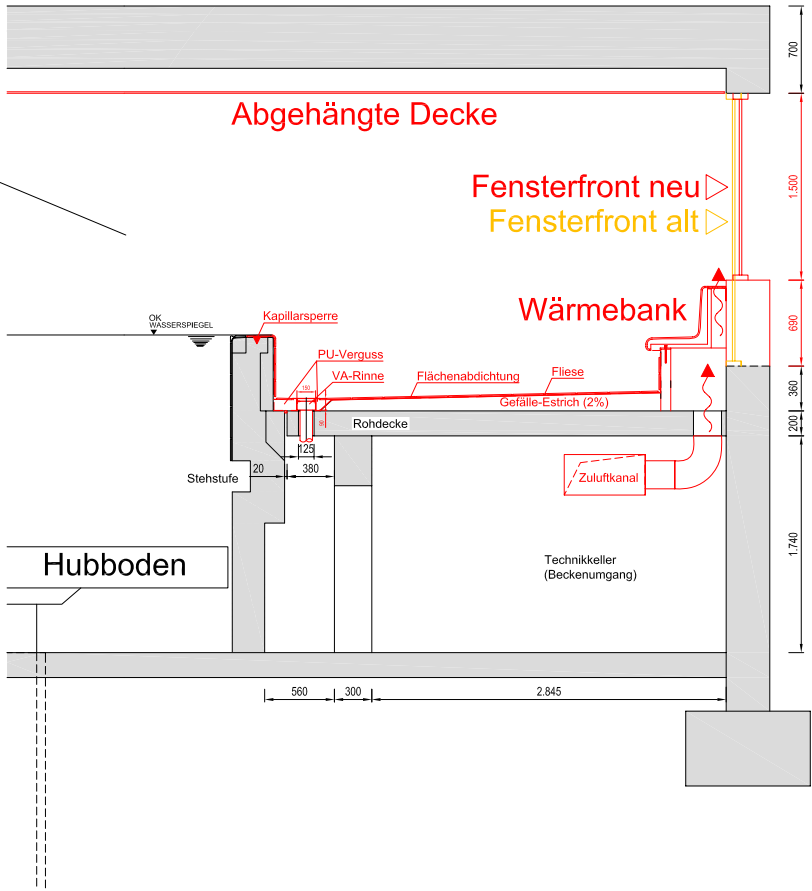 700
Abgehängte Decke
1.500
Fensterfront neu
Fensterfront alt
Wärmebank
OK
WASSERSPIEGEL
Kapillarsperre
690
PU-Verguss
VA-Rinne
Flächenabdichtung
Fliese
360
150
Gefälle-Estrich (2%)
Rohdecke
200
125
20
380
Stehstufe
Zuluftkanal
1.740
Hubboden
Technikkeller
(Beckenumgang)
560
300
2.845